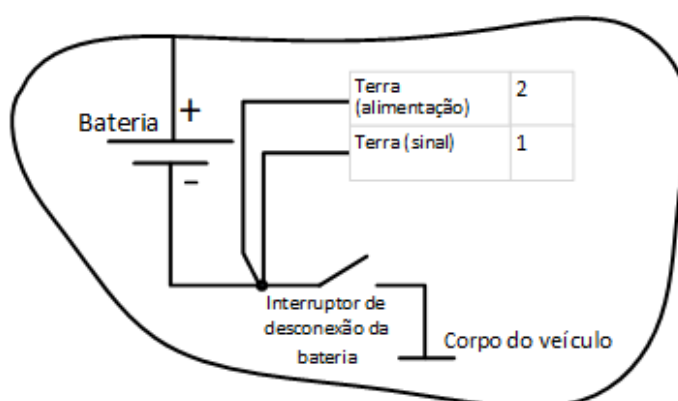 Terra
(alimentação)
2
+
Bateria
Terra (sinal)
1
-
Interruptor de
desconexão da
bateria
Corpo do veículo